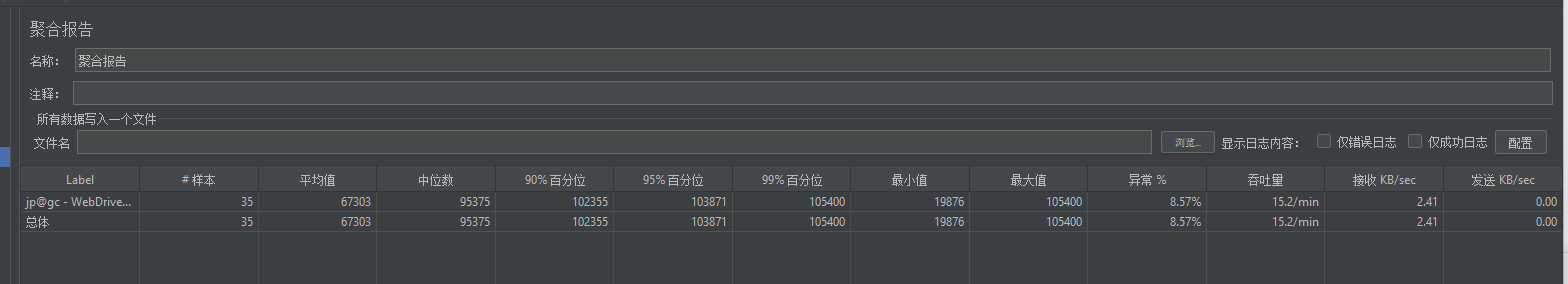 聚合报告
名称： 聚合报告
注释：
所有数据写入一个文件
文件名 浏览... 显示日志内容： 仅错误日志 仅成功日志 配置
Label # 样本 平均值 中位数 90% 百分位 95% 百分位 99% 百分位 最小值 最大值 异常 % 吞吐量 接收 KB/sec 发送 KB/sec
jp@gc - WebDrive... 35 67303 95375 102355 103871 105400 19876 105400 8.57% 15.2/min 2.41 0.00
总体 35 67303 95375 102355 103871 105400 19876 105400 8.57% 15.2/min 2.41 0.00